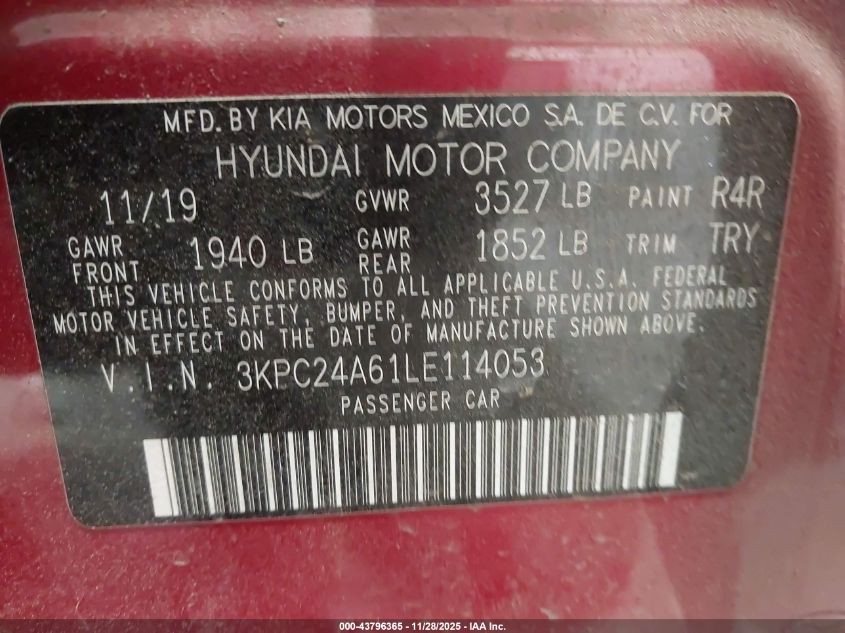 MFD. BY KIA MOTORS MEXICO S.A. DE C.V. FOR
HYUNDAI MOTOR COMPANY
11/19 GVWR 3527 LB PAINT R4R
GAWR FRONT 1940 LB GAWR REAR 1852 LB TRIM TRY
THIS VEHICLE CONFORMS TO ALL APPLICABLE U.S.A. FEDERAL
MOTOR VEHICLE SAFETY, BUMPER, AND THEFT PREVENTION STANDARDS
IN EFFECT ON THE DATE OF MANUFACTURE SHOWN ABOVE.
V.I.N. 3KPC24A61LE114053
PASSENGER CAR
000-43796365 - 11/28/2025 - IAA Inc.